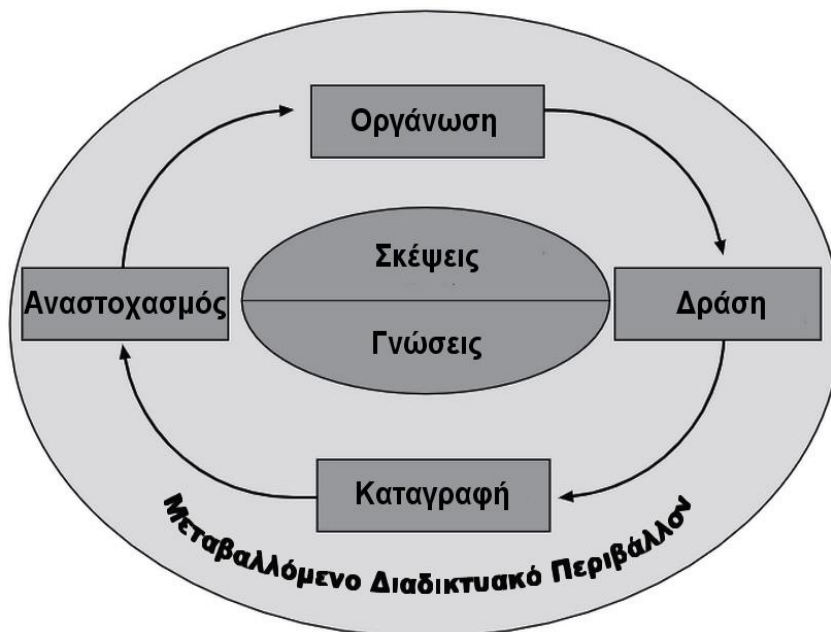 Οργάνωση
Σκέψεις
Αναστοχασμός
Δράση
Γνώσεις
Καταγραφή
Μεταβαλλόμενο Διαδικτυακό Περιβάλλον